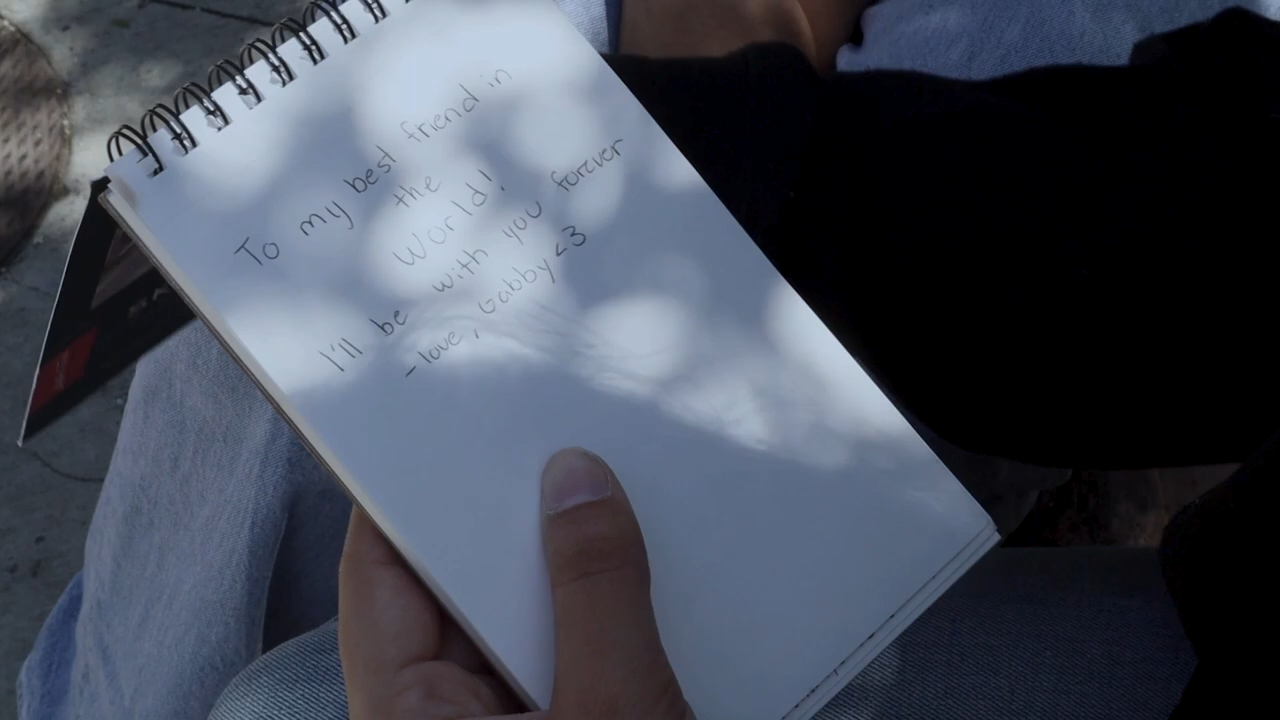 To my best friend in
the
World!
I'll be with you forever
- love, Gabby <3